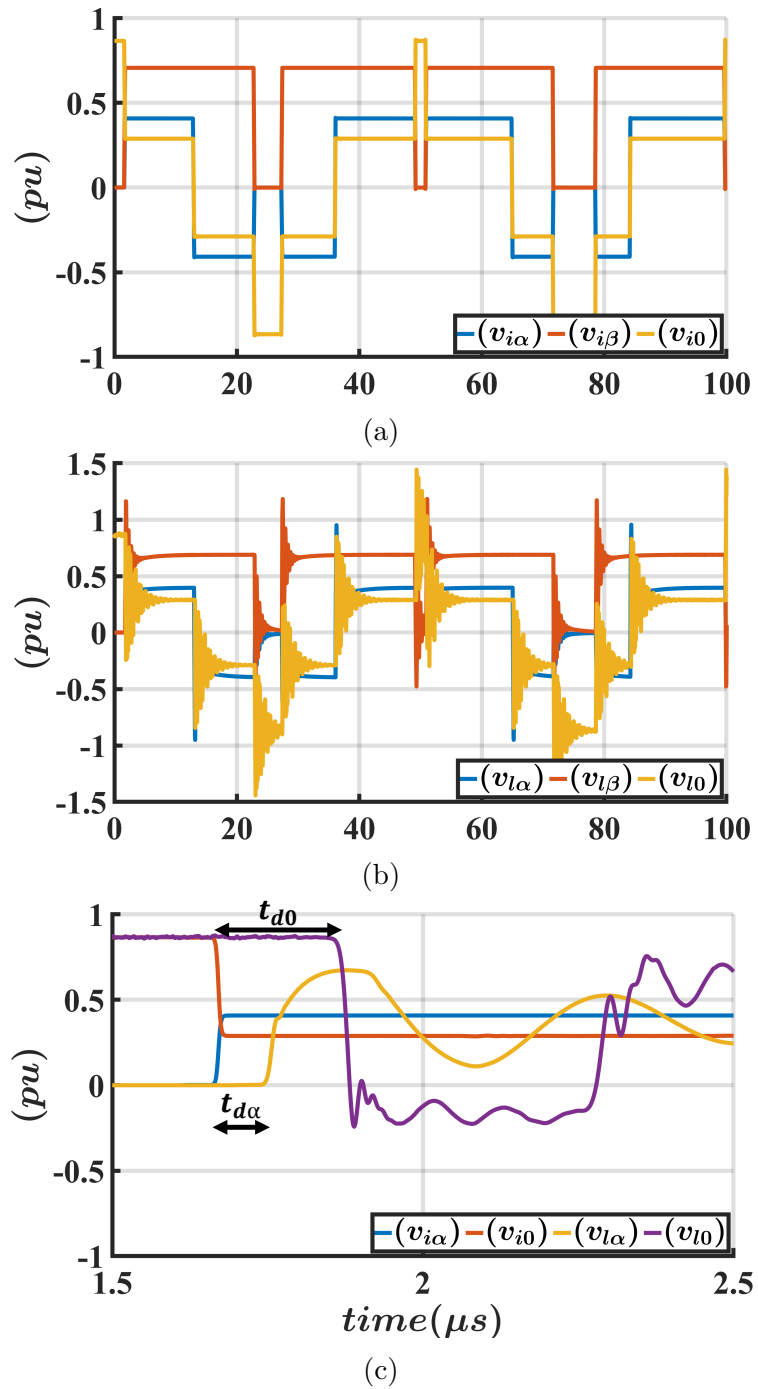 1
0.5
0
-0.5
-1
(pu)
(v_{iα}) (v_{iβ}) (v_{i0})
0 20 40 60 80 100
(a)
1.5
1
0.5
0
-0.5
-1
-1.5
(pu)
(v_{lα}) (v_{lβ}) (v_{l0})
0 20 40 60 80 100
(b)
1
0.5
0
-0.5
-1
(pu)
t_{d0}
t_{dα}
(v_{iα}) (v_{i0}) (v_{lα}) (v_{l0})
1.5 2 2.5
time(μs)
(c)